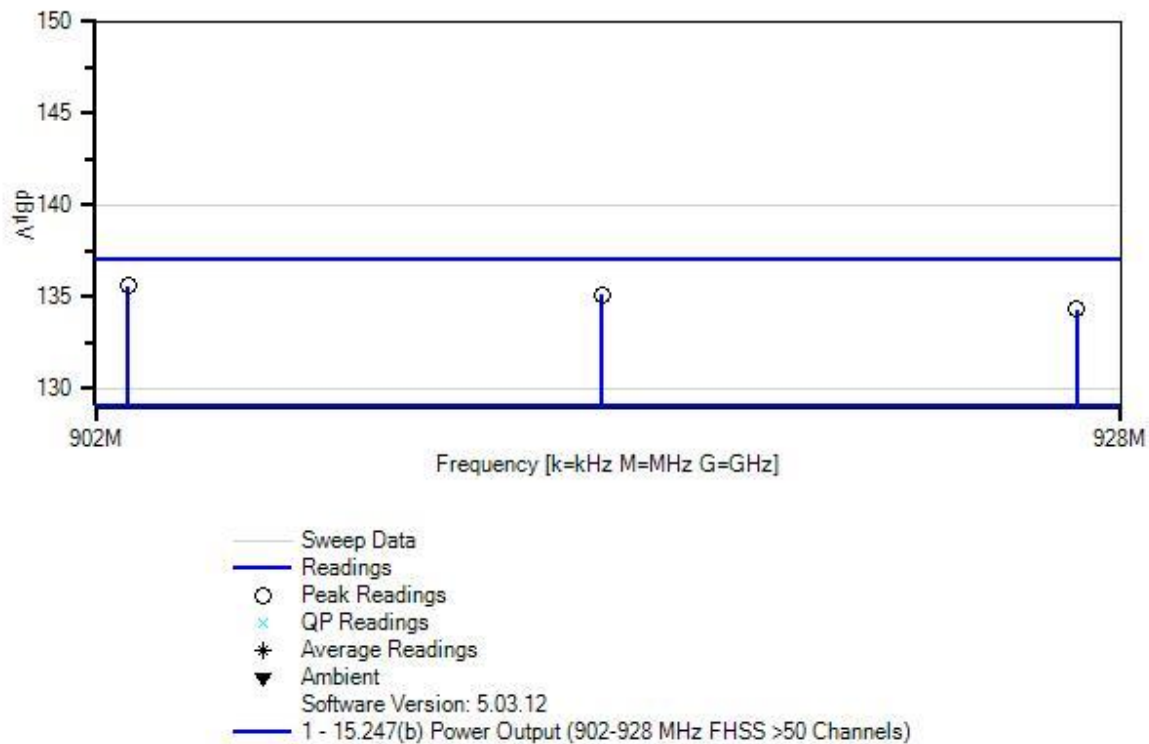 150
145
140
135
130
dBµV
902M
928M
Frequency [k=kHz M=MHz G=GHz]
Sweep Data
Readings
Peak Readings
QP Readings
Average Readings
Ambient
Software Version: 5.03.12
1 - 15.247(b) Power Output (902-928 MHz FHSS >50 Channels)